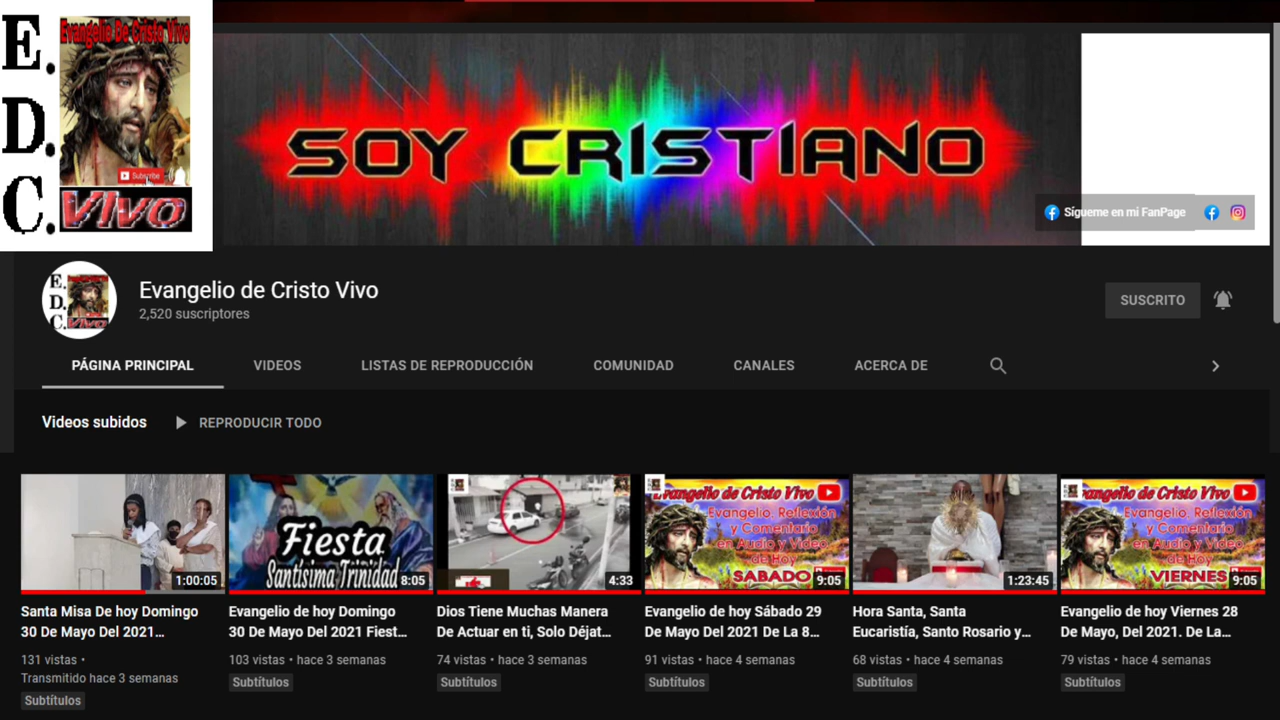 E.
D.
C.
Evangelio De Cristo Vivo
Subscribe
Vivo
SOY CRISTIANO
Sígueme en mi FanPage
E.
D.
C.
Vivo
Evangelio de Cristo Vivo
2,520 suscriptores
SUSCRITO
PÁGINA PRINCIPAL VIDEOS LISTAS DE REPRODUCCIÓN COMUNIDAD CANALES ACERCA DE
Videos subidos REPRODUCIR TODO
1:00:05
Santa Misa De hoy Domingo
30 De Mayo Del 2021...
131 vistas •
Transmitido hace 3 semanas
Subtítulos
Fiesta
Santísima Trinidad
8:05
Evangelio de hoy Domingo
30 De Mayo Del 2021 Fiest...
103 vistas • hace 3 semanas
Subtítulos
4:33
Dios Tiene Muchas Manera
De Actuar en ti, Solo Déjat...
74 vistas • hace 3 semanas
Subtítulos
Evangelio de Cristo Vivo
Evangelio, Reflexión
y Comentario
en Audio y Video
de Hoy
SABADO
9:05
Evangelio de hoy Sábado 29
De Mayo Del 2021 De La 8...
91 vistas • hace 4 semanas
Subtítulos
1:23:45
Hora Santa, Santa
Eucaristía, Santo Rosario y...
68 vistas • hace 4 semanas
Subtítulos
Evangelio de Cristo Vivo
Evangelio, Reflexión
y Comentario
en Audio y Video
de Hoy
VIERNES
9:05
Evangelio de hoy Viernes 28
De Mayo, Del 2021. De La...
79 vistas • hace 4 semanas
Subtítulos